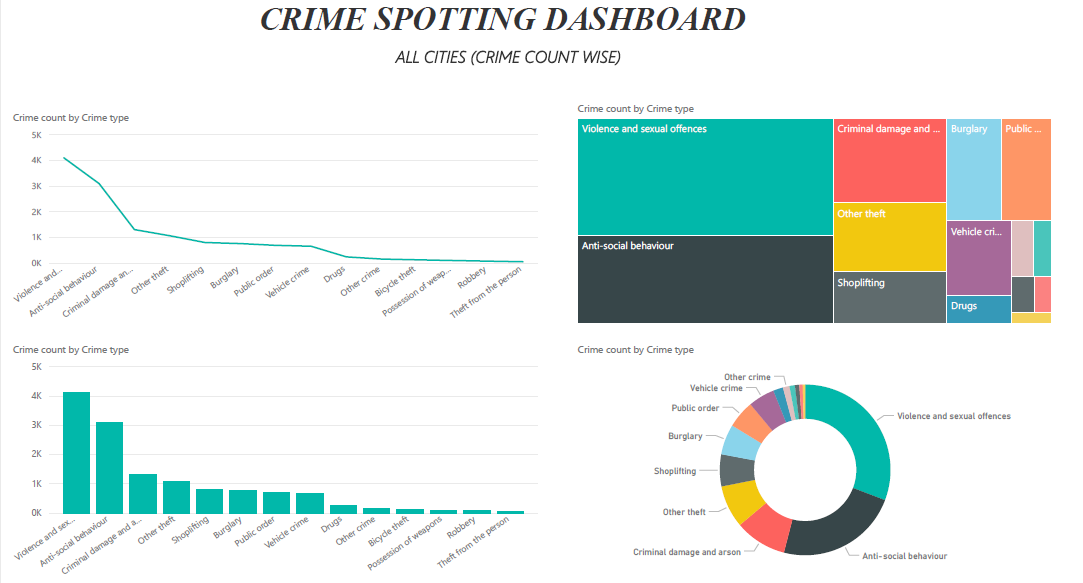 CRIME SPOTTING DASHBOARD
ALL CITIES (CRIME COUNT WISE)
Crime count by Crime type
5K
4K
3K
2K
1K
0K
Violence and...
Anti-social behaviour
Criminal damage an...
Other theft
Shoplifting
Burglary
Public order
Vehicle crime
Drugs
Other crime
Bicycle theft
Possession of weap...
Robbery
Theft from the person
Crime count by Crime type
Violence and sexual offences
Anti-social behaviour
Criminal damage and ...
Other theft
Shoplifting
Burglary
Public ...
Vehicle cri...
Drugs
Crime count by Crime type
5K
4K
3K
2K
1K
0K
Violence and sex...
Anti-social behaviour
Criminal damage and a...
Other theft
Shoplifting
Burglary
Public order
Vehicle crime
Drugs
Other crime
Bicycle theft
Possession of weapons
Robbery
Theft from the person
Crime count by Crime type
Other crime
Vehicle crime
Public order
Burglary
Shoplifting
Other theft
Criminal damage and arson
Violence and sexual offences
Anti-social behaviour